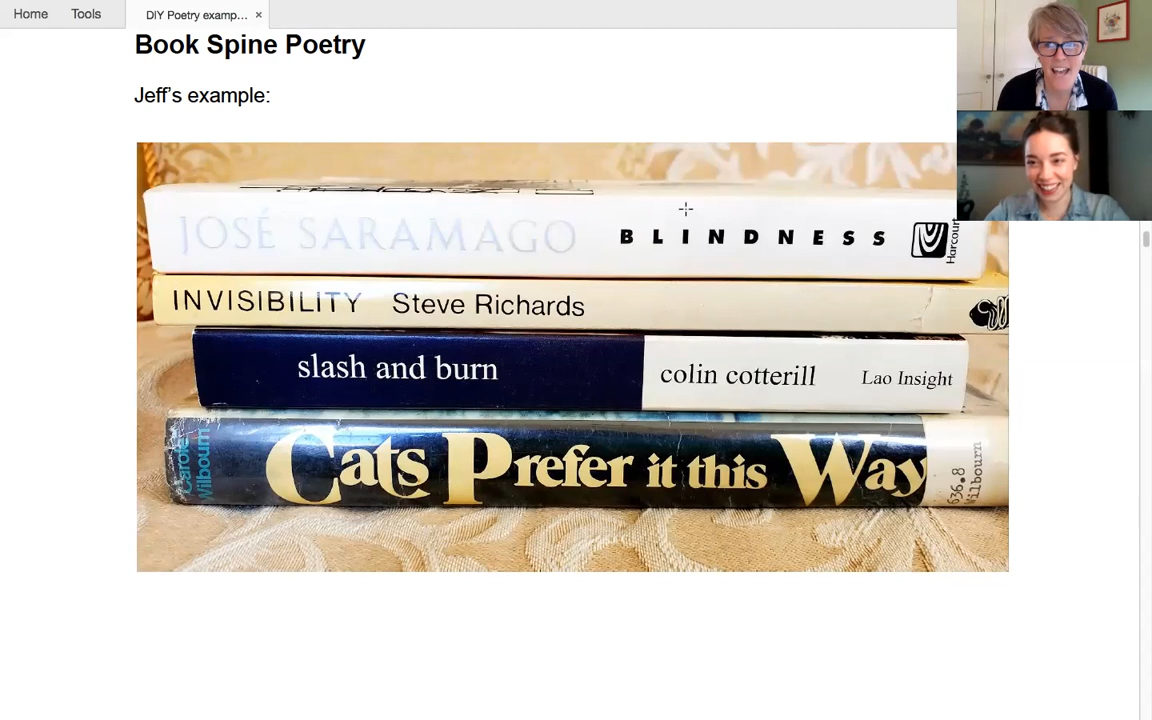 Home Tools DIY Poetry examp... ×
Book Spine Poetry
Jeff's example:
JOSÉ SARAMAGO BLINDNESS Harcourt
INVISIBILITY Steve Richards
slash and burn colin cotterill Lao Insight
Carole Wilbourn Cats Prefer it this Way 636.8 Wilbourn